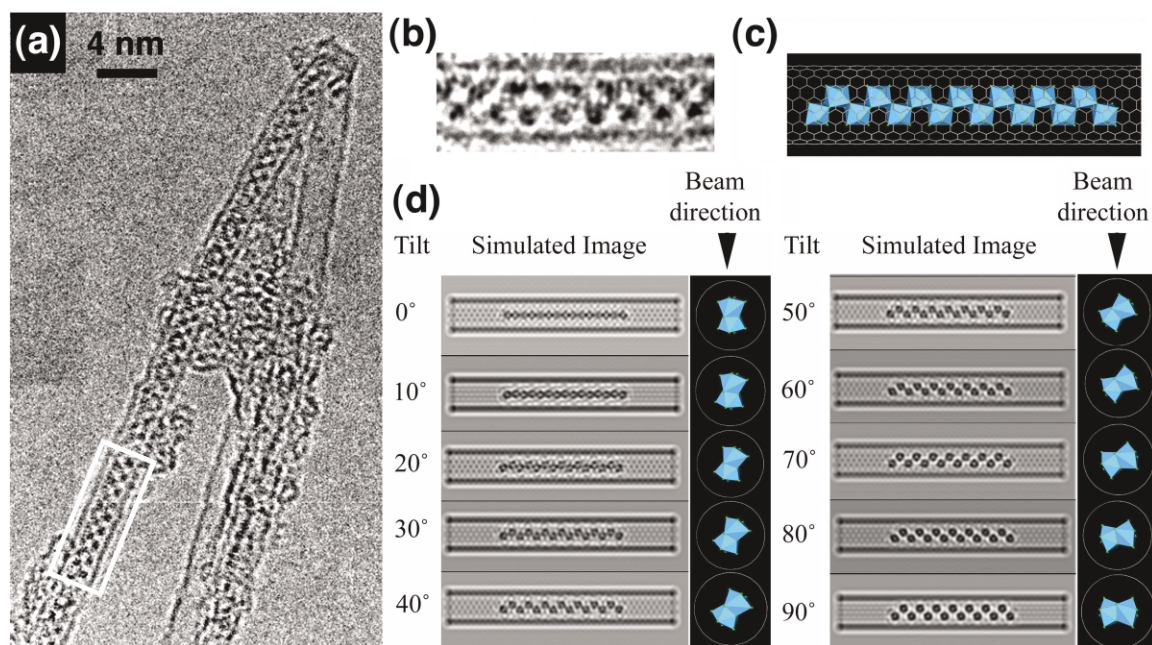 (a)
4 nm
(b)
(c)
(d)
Tilt
Simulated Image
Beam
direction
0°
10°
20°
30°
40°
Tilt
Simulated Image
Beam
direction
50°
60°
70°
80°
90°